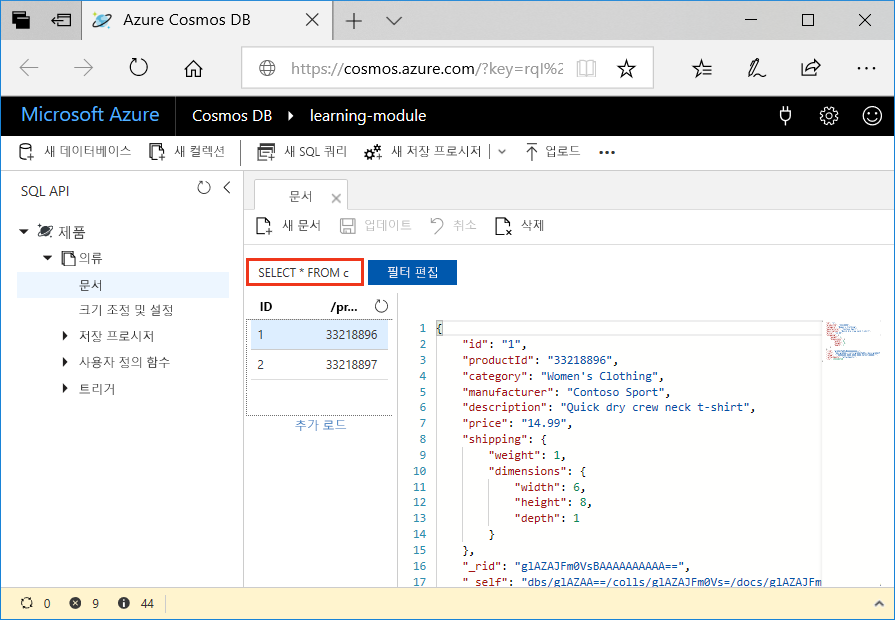 Azure Cosmos DB
https://cosmos.azure.com/?key=rql%2
Microsoft Azure
Cosmos DB
learning-module
새 데이터베이스
새 컬렉션
새 SQL 쿼리
새 저장 프로시저
업로드
SQL API
문서
새 문서
업데이트
취소
삭제
제품
의류
문서
크기 조정 및 설정
저장 프로시저
사용자 정의 함수
트리거
SELECT * FROM c
필터 편집
ID
/pr...
1
33218896
2
33218897
추가 로드
1 {
2 "id": "1",
3 "productId": "33218896",
4 "category": "Women's Clothing",
5 "manufacturer": "Contoso Sport",
6 "description": "Quick dry crew neck t-shirt",
7 "price": "14.99",
8 "shipping": {
9 "weight": 1,
10 "dimensions": {
11 "width": 6,
12 "height": 8,
13 "depth": 1
14 }
15 },
16 "_rid": "glAZAJFm0VsBAAAAAAAAAA==",
17 "_self": "dbs/glAZAA==/colls/glAZAJFm0Vs=/docs/glAZAJFm
0
9
44